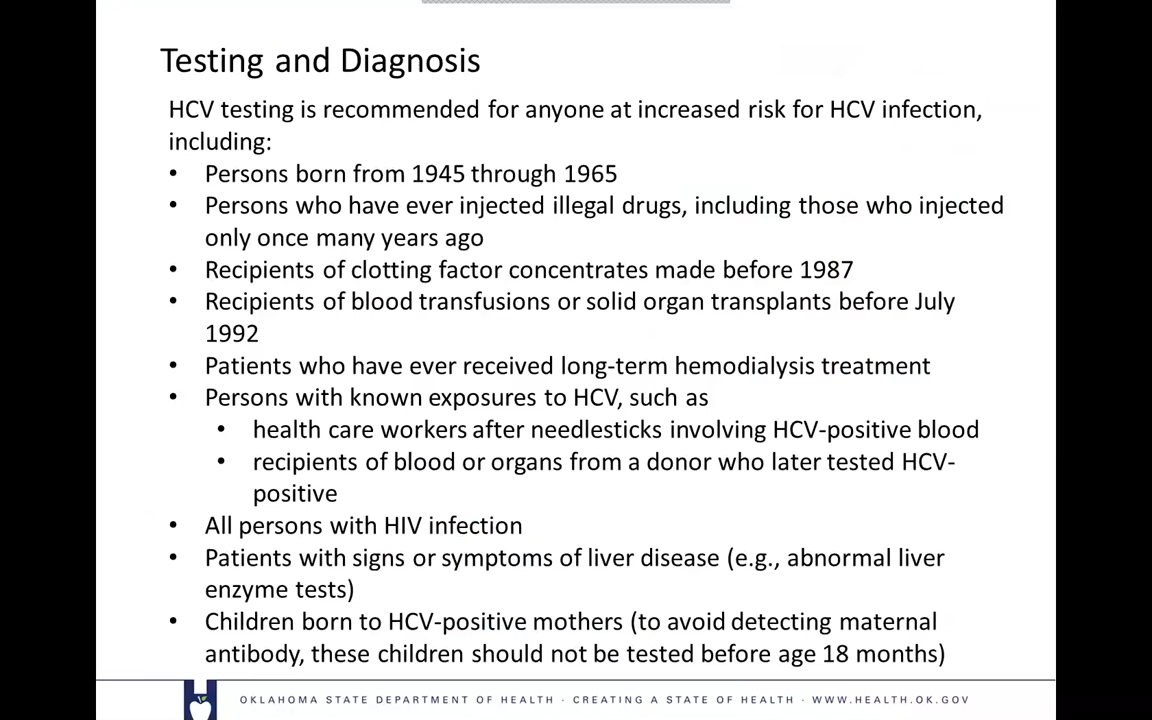 Testing and Diagnosis
HCV testing is recommended for anyone at increased risk for HCV infection,
including:
• Persons born from 1945 through 1965
• Persons who have ever injected illegal drugs, including those who injected
only once many years ago
• Recipients of clotting factor concentrates made before 1987
• Recipients of blood transfusions or solid organ transplants before July
1992
• Patients who have ever received long-term hemodialysis treatment
• Persons with known exposures to HCV, such as
• health care workers after needlesticks involving HCV-positive blood
• recipients of blood or organs from a donor who later tested HCV-
positive
• All persons with HIV infection
• Patients with signs or symptoms of liver disease (e.g., abnormal liver
enzyme tests)
• Children born to HCV-positive mothers (to avoid detecting maternal
antibody, these children should not be tested before age 18 months)
OKLAHOMA STATE DEPARTMENT OF HEALTH · CREATING A STATE OF HEALTH · WWW.HEALTH.OK.GOV